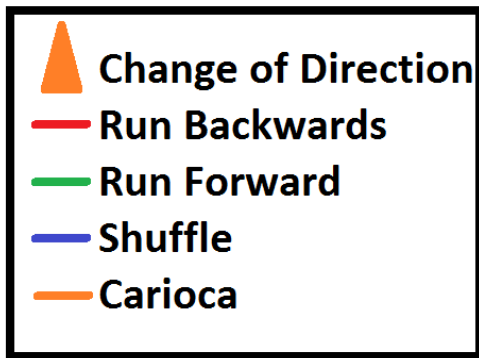 Change of Direction
Run Backwards
Run Forward
Shuffle
Carioca